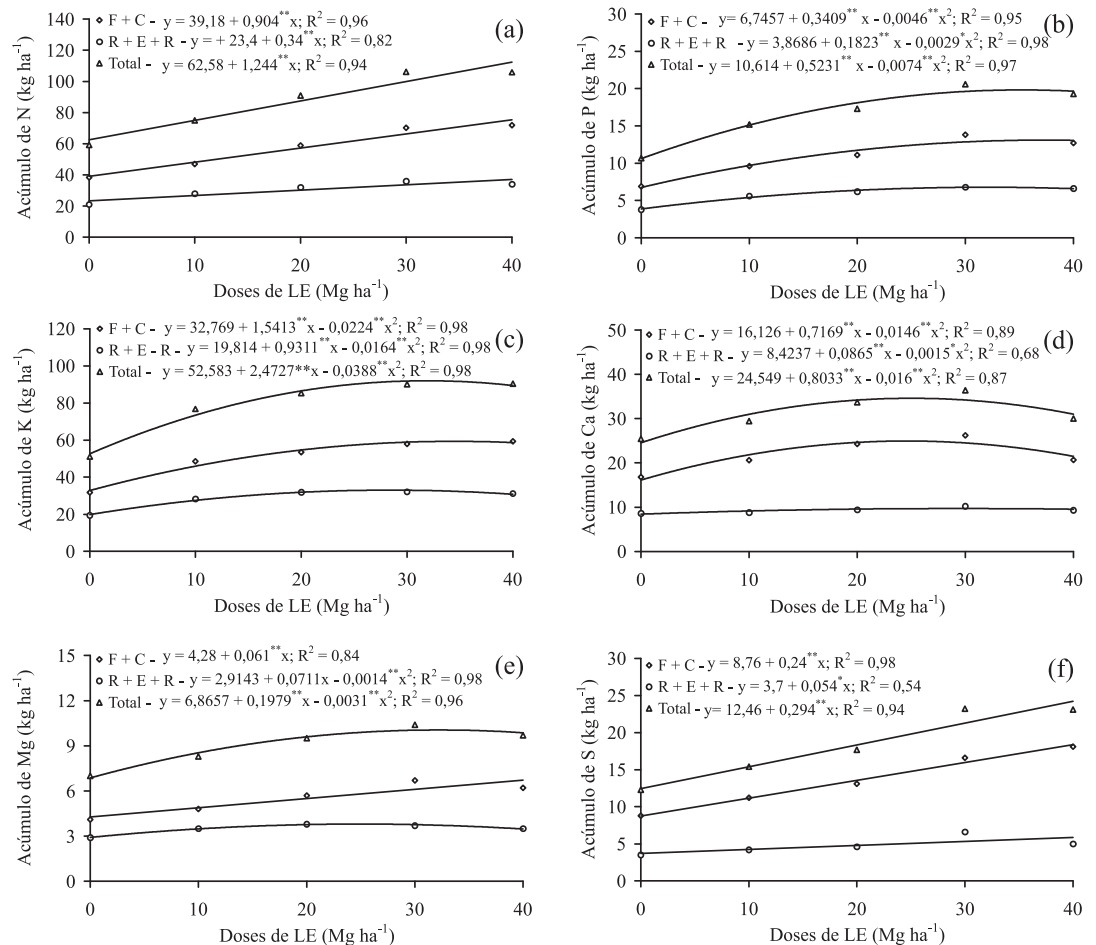 F + C - y = 39,18 + 0,904**x; R² = 0,96
R + E + R - y = + 23,4 + 0,34**x; R² = 0,82
Total - y = 62,58 + 1,244**x; R² = 0,94
(a)
140
120
100
80
60
40
20
0
Acúmulo de N (kg ha⁻¹)
0 10 20 30 40
Doses de LE (Mg ha⁻¹)
F + C - y = 6,7457 + 0,3409** x - 0,0046**x²; R² = 0,95
R + E + R - y = 3,8686 + 0,1823** x - 0,0029*x²; R² = 0,98
Total - y = 10,614 + 0,5231** x - 0,0074**x²; R² = 0,97
(b)
30
25
20
15
10
5
0
Acúmulo de P (kg ha⁻¹)
0 10 20 30 40
Doses de LE (Mg ha⁻¹)
F + C - y = 32,769 + 1,5413**x - 0,0224**x²; R² = 0,98
R + E - R - y = 19,814 + 0,9311**x - 0,0164**x²; R² = 0,98
Total - y = 52,583 + 2,4727**x - 0,0388**x²; R² = 0,98
(c)
120
100
80
60
40
20
0
Acúmulo de K (kg ha⁻¹)
0 10 20 30 40
Doses de LE (Mg ha⁻¹)
F + C - y = 16,126 + 0,7169**x - 0,0146**x²; R² = 0,89
R + E + R - y = 8,4237 + 0,0865**x - 0,0015*x²; R² = 0,68
Total - y = 24,549 + 0,8033**x - 0,016**x²; R² = 0,87
(d)
50
40
30
20
10
0
Acúmulo de Ca (kg ha⁻¹)
0 10 20 30 40
Doses de LE (Mg ha⁻¹)
F + C - y = 4,28 + 0,061**x; R² = 0,84
R + E + R - y = 2,9143 + 0,0711x - 0,0014**x²; R² = 0,98
Total - y = 6,8657 + 0,1979**x - 0,0031**x²; R² = 0,96
(e)
15
12
9
6
3
0
Acúmulo de Mg (kg ha⁻¹)
0 10 20 30 40
Doses de LE (Mg ha⁻¹)
F + C - y = 8,76 + 0,24**x; R² = 0,98
R + E + R - y = 3,7 + 0,054*x; R² = 0,54
Total - y= 12,46 + 0,294**x; R² = 0,94
(f)
30
25
20
15
10
5
0
Acúmulo de S (kg ha⁻¹)
0 10 20 30 40
Doses de LE (Mg ha⁻¹)